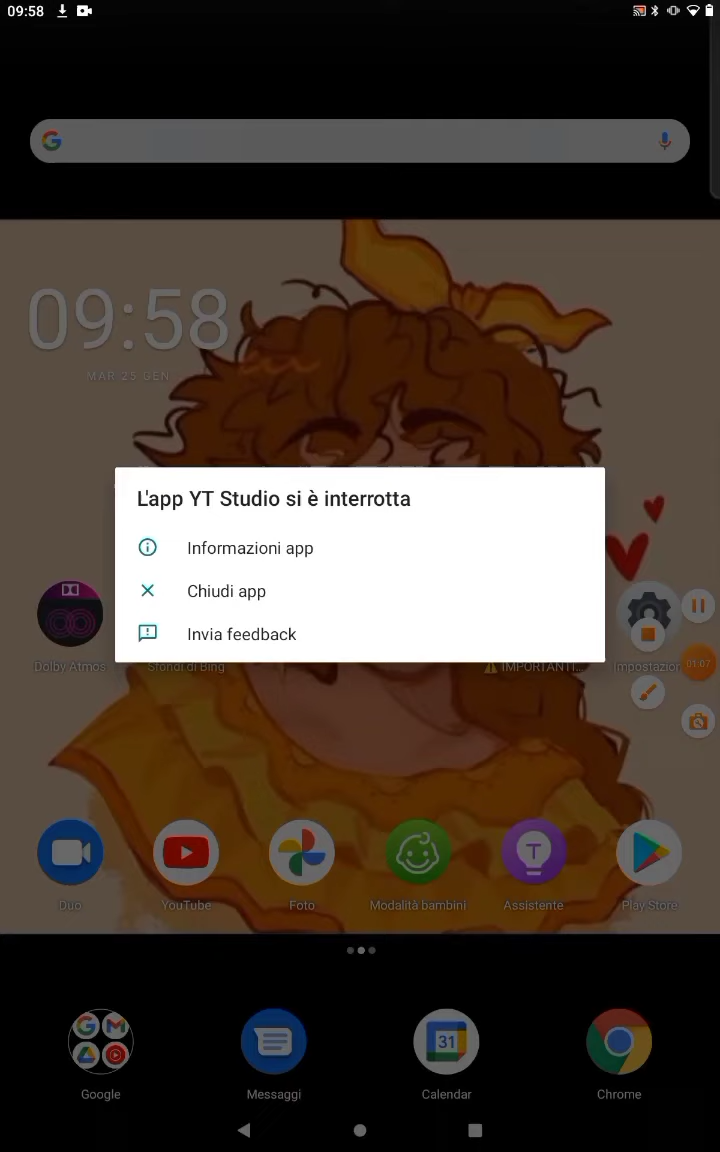 09:58
09:58
MAR 25 GEN
L'app YT Studio si è interrotta
Informazioni app
Chiudi app
Invia feedback
Dolby Atmos
Sfondi di Bing
IMPORTANTI...
Impostazion
01:07
Duo
YouTube
Foto
Modalità bambini
Assistente
Play Store
31
Google
Messaggi
Calendar
Chrome